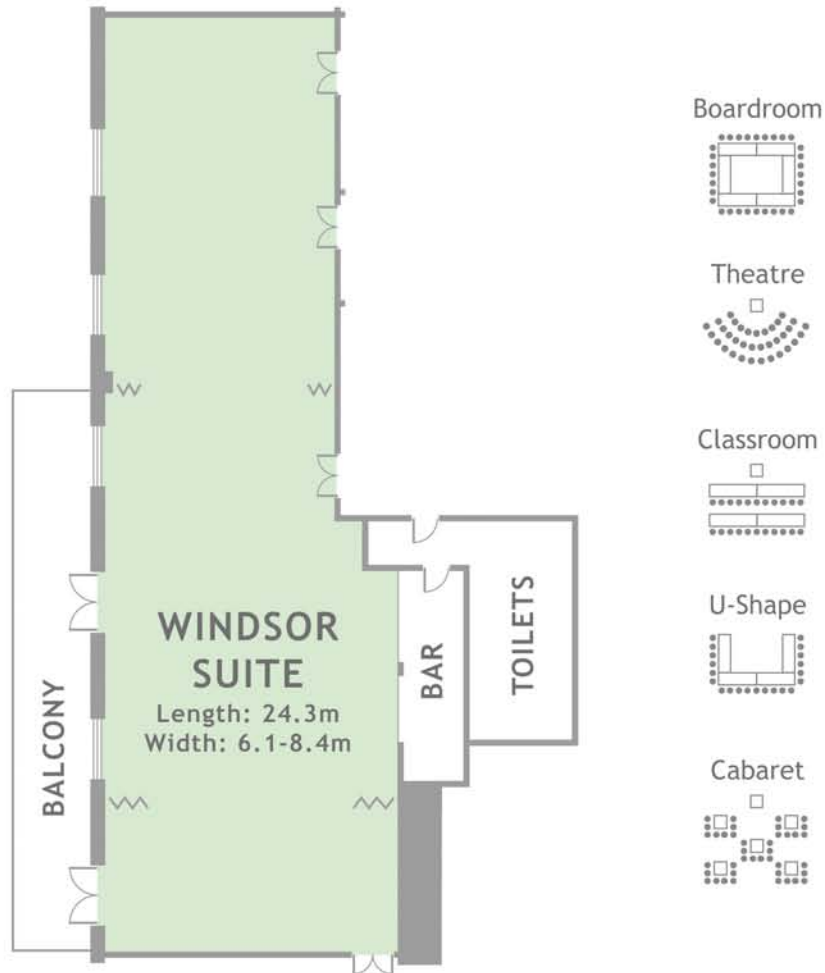 WINDSOR
SUITE
Length: 24.3m
Width: 6.1-8.4m
BALCONY
BAR
TOILETS
Boardroom
Theatre
Classroom
U-Shape
Cabaret